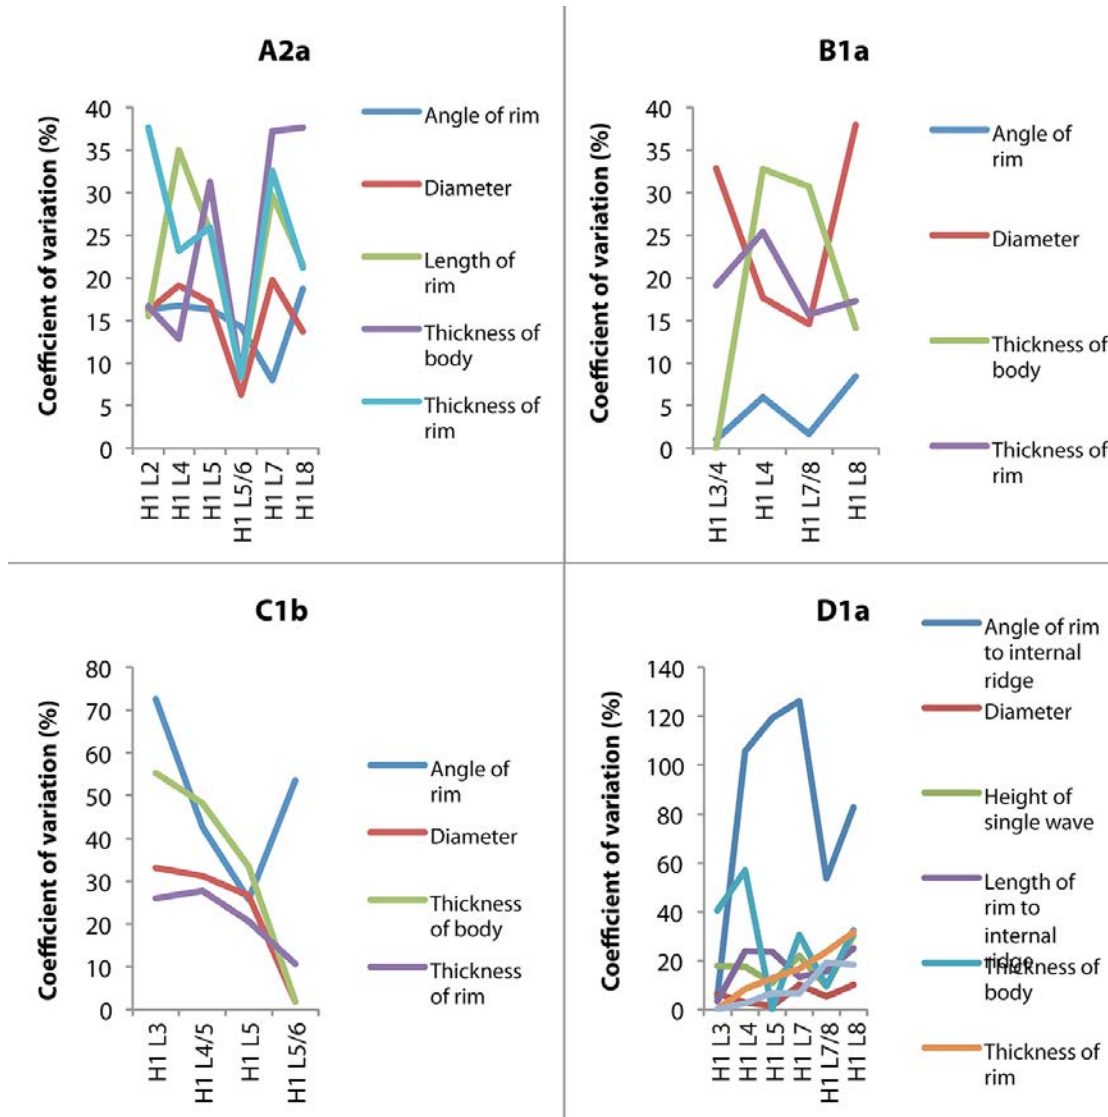 A2a
Coefficient of variation (%)
40
35
30
25
20
15
10
5
0
H1 L2
H1 L4
H1 L5
H1 L5/6
H1 L7
H1 L8
Angle of rim
Diameter
Length of
rim
Thickness of
body
Thickness of
rim
B1a
Coefficient of variation (%)
40
35
30
25
20
15
10
5
0
H1 L3/4
H1 L4
H1 L7/8
H1 L8
Angle of
rim
Diameter
Thickness of
body
Thickness of
rim
C1b
Coefficient of variation (%)
80
70
60
50
40
30
20
10
0
H1 L3
H1 L4/5
H1 L5
H1 L5/6
Angle of
rim
Diameter
Thickness
of body
Thickness
of rim
D1a
Coefficient of variation (%)
140
120
100
80
60
40
20
0
H1 L3
H1 L4
H1 L5
H1 L7
H1 L7/8
H1 L8
Angle of rim
to internal
ridge
Diameter
Height of
single wave
Length of
rim to
internal
ridge
Thickness of
body
Thickness of
rim